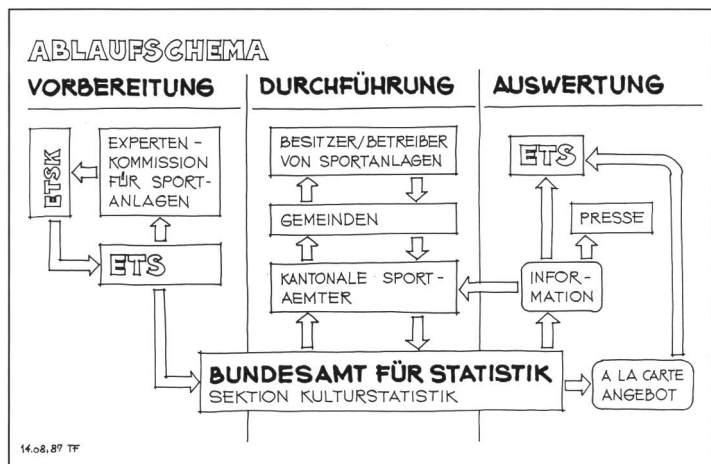 ABLAUFSCHEMA
VORBEREITUNG
ETSK
EXPERTEN-
KOMMISSION
FÜR SPORT-
ANLAGEN
ETS
DURCHFÜHRUNG
BESITZER/BETREIBER
VON SPORTANLAGEN
GEMEINDEN
KANTONALE SPORT-
AEMTER
AUSWERTUNG
ETS
PRESSE
INFOR-
MATION
BUNDESAMT FÜR STATISTIK
SEKTION KULTURSTATISTIK
A LA CARTE
ANGEBOT
14.08.87 TF